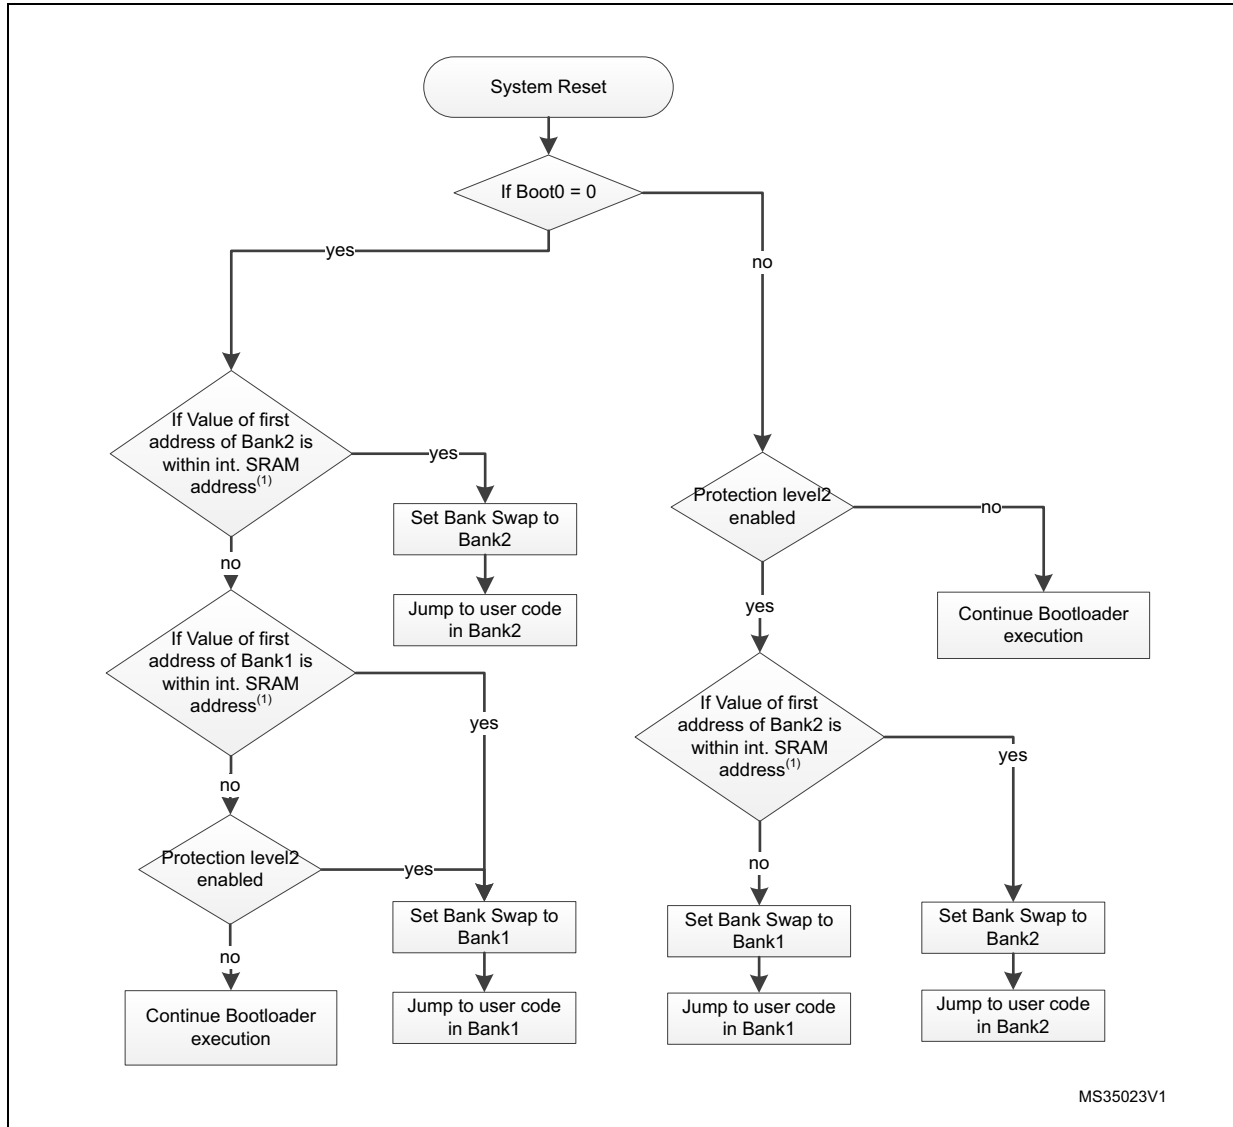 System Reset
If Boot0 = 0
yes
no
If Value of first
address of Bank2 is
within int. SRAM
address(1)
yes
Set Bank Swap to
Bank2
Jump to user code
in Bank2
no
If Value of first
address of Bank1 is
within int. SRAM
address(1)
yes
no
Protection level2
enabled
yes
no
Set Bank Swap to
Bank1
Jump to user code
in Bank1
Continue Bootloader
execution
Protection level2
enabled
no
Continue Bootloader
execution
yes
If Value of first
address of Bank2 is
within int. SRAM
address(1)
yes
no
Set Bank Swap to
Bank1
Jump to user code
in Bank1
Set Bank Swap to
Bank2
Jump to user code
in Bank2
MS35023V1